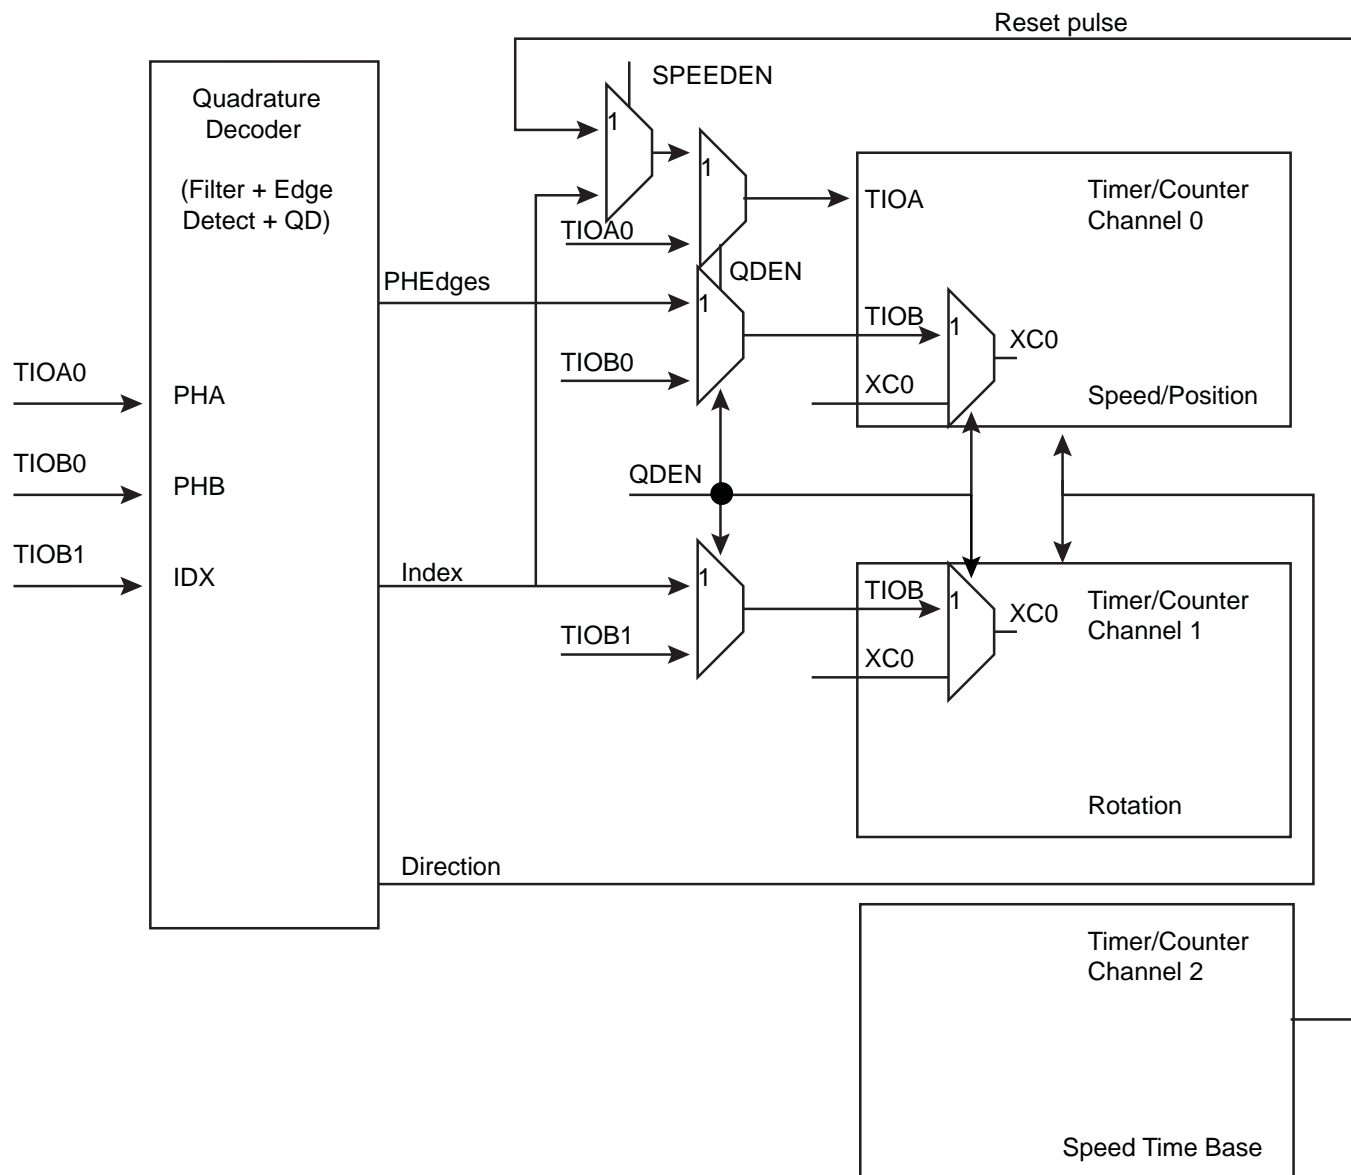 Reset pulse
SPEEDEN
Quadrature
Decoder
(Filter + Edge
Detect + QD)
1
1
TIOA
Timer/Counter
Channel 0
TIOA0
QDEN
PHEdges
1
TIOB
1
XC0
TIOB0
XC0
Speed/Position
TIOA0
PHA
TIOB0
PHB
QDEN
TIOB1
IDX
Index
1
TIOB
1
XC0
Timer/Counter
Channel 1
TIOB1
XC0
Rotation
Direction
Timer/Counter
Channel 2
Speed Time Base